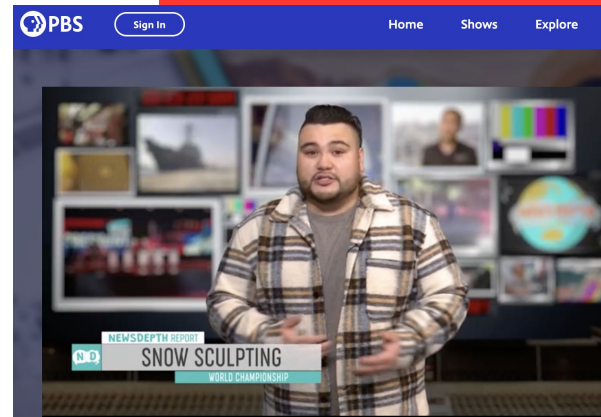 PBS
Sign In
Home Shows Explore
NEWSDEPTH REPORT
ND
SNOW SCULPTING
WORLD CHAMPIONSHIP